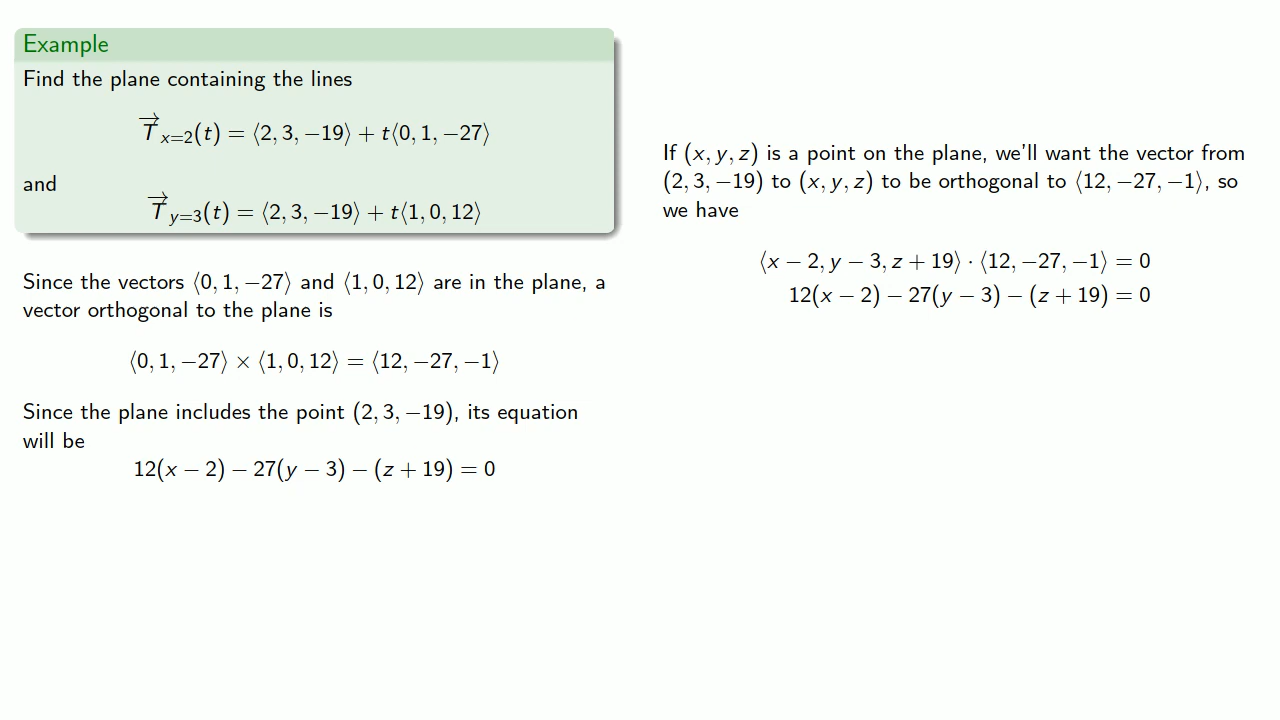 Example
Find the plane containing the lines
T⃗ₓ₌₂(t) = ⟨2, 3, −19⟩ + t⟨0, 1, −27⟩
and
T⃗_{y=3}(t) = ⟨2, 3, −19⟩ + t⟨1, 0, 12⟩
Since the vectors ⟨0, 1, −27⟩ and ⟨1, 0, 12⟩ are in the plane, a
vector orthogonal to the plane is
⟨0, 1, −27⟩ × ⟨1, 0, 12⟩ = ⟨12, −27, −1⟩
Since the plane includes the point (2, 3, −19), its equation
will be
12(x − 2) − 27(y − 3) − (z + 19) = 0
If (x, y, z) is a point on the plane, we'll want the vector from
(2, 3, −19) to (x, y, z) to be orthogonal to ⟨12, −27, −1⟩, so
we have
⟨x − 2, y − 3, z + 19⟩ · ⟨12, −27, −1⟩ = 0
12(x − 2) − 27(y − 3) − (z + 19) = 0